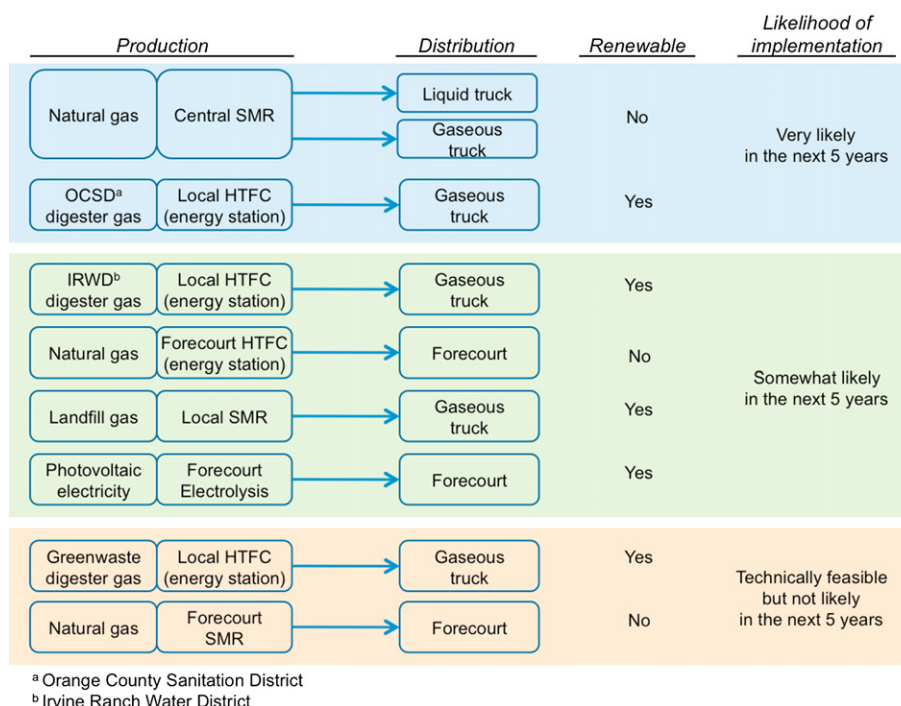 Production
Distribution
Renewable
Likelihood of
implementation
Natural gas
Central SMR
Liquid truck
Gaseous
truck
No
Very likely
in the next 5 years
OCSDᵃ
digester gas
Local HTFC
(energy station)
Gaseous
truck
Yes
IRWDᵇ
digester gas
Local HTFC
(energy station)
Gaseous
truck
Yes
Natural gas
Forecourt HTFC
(energy station)
Forecourt
No
Somewhat likely
in the next 5 years
Landfill gas
Local SMR
Gaseous
truck
Yes
Photovoltaic
electricity
Forecourt
Electrolysis
Forecourt
Yes
Greenwaste
digester gas
Local HTFC
(energy station)
Gaseous
truck
Yes
Technically feasible
but not likely
in the next 5 years
Natural gas
Forecourt
SMR
Forecourt
No
ᵃ Orange County Sanitation District
ᵇ Irvine Ranch Water District